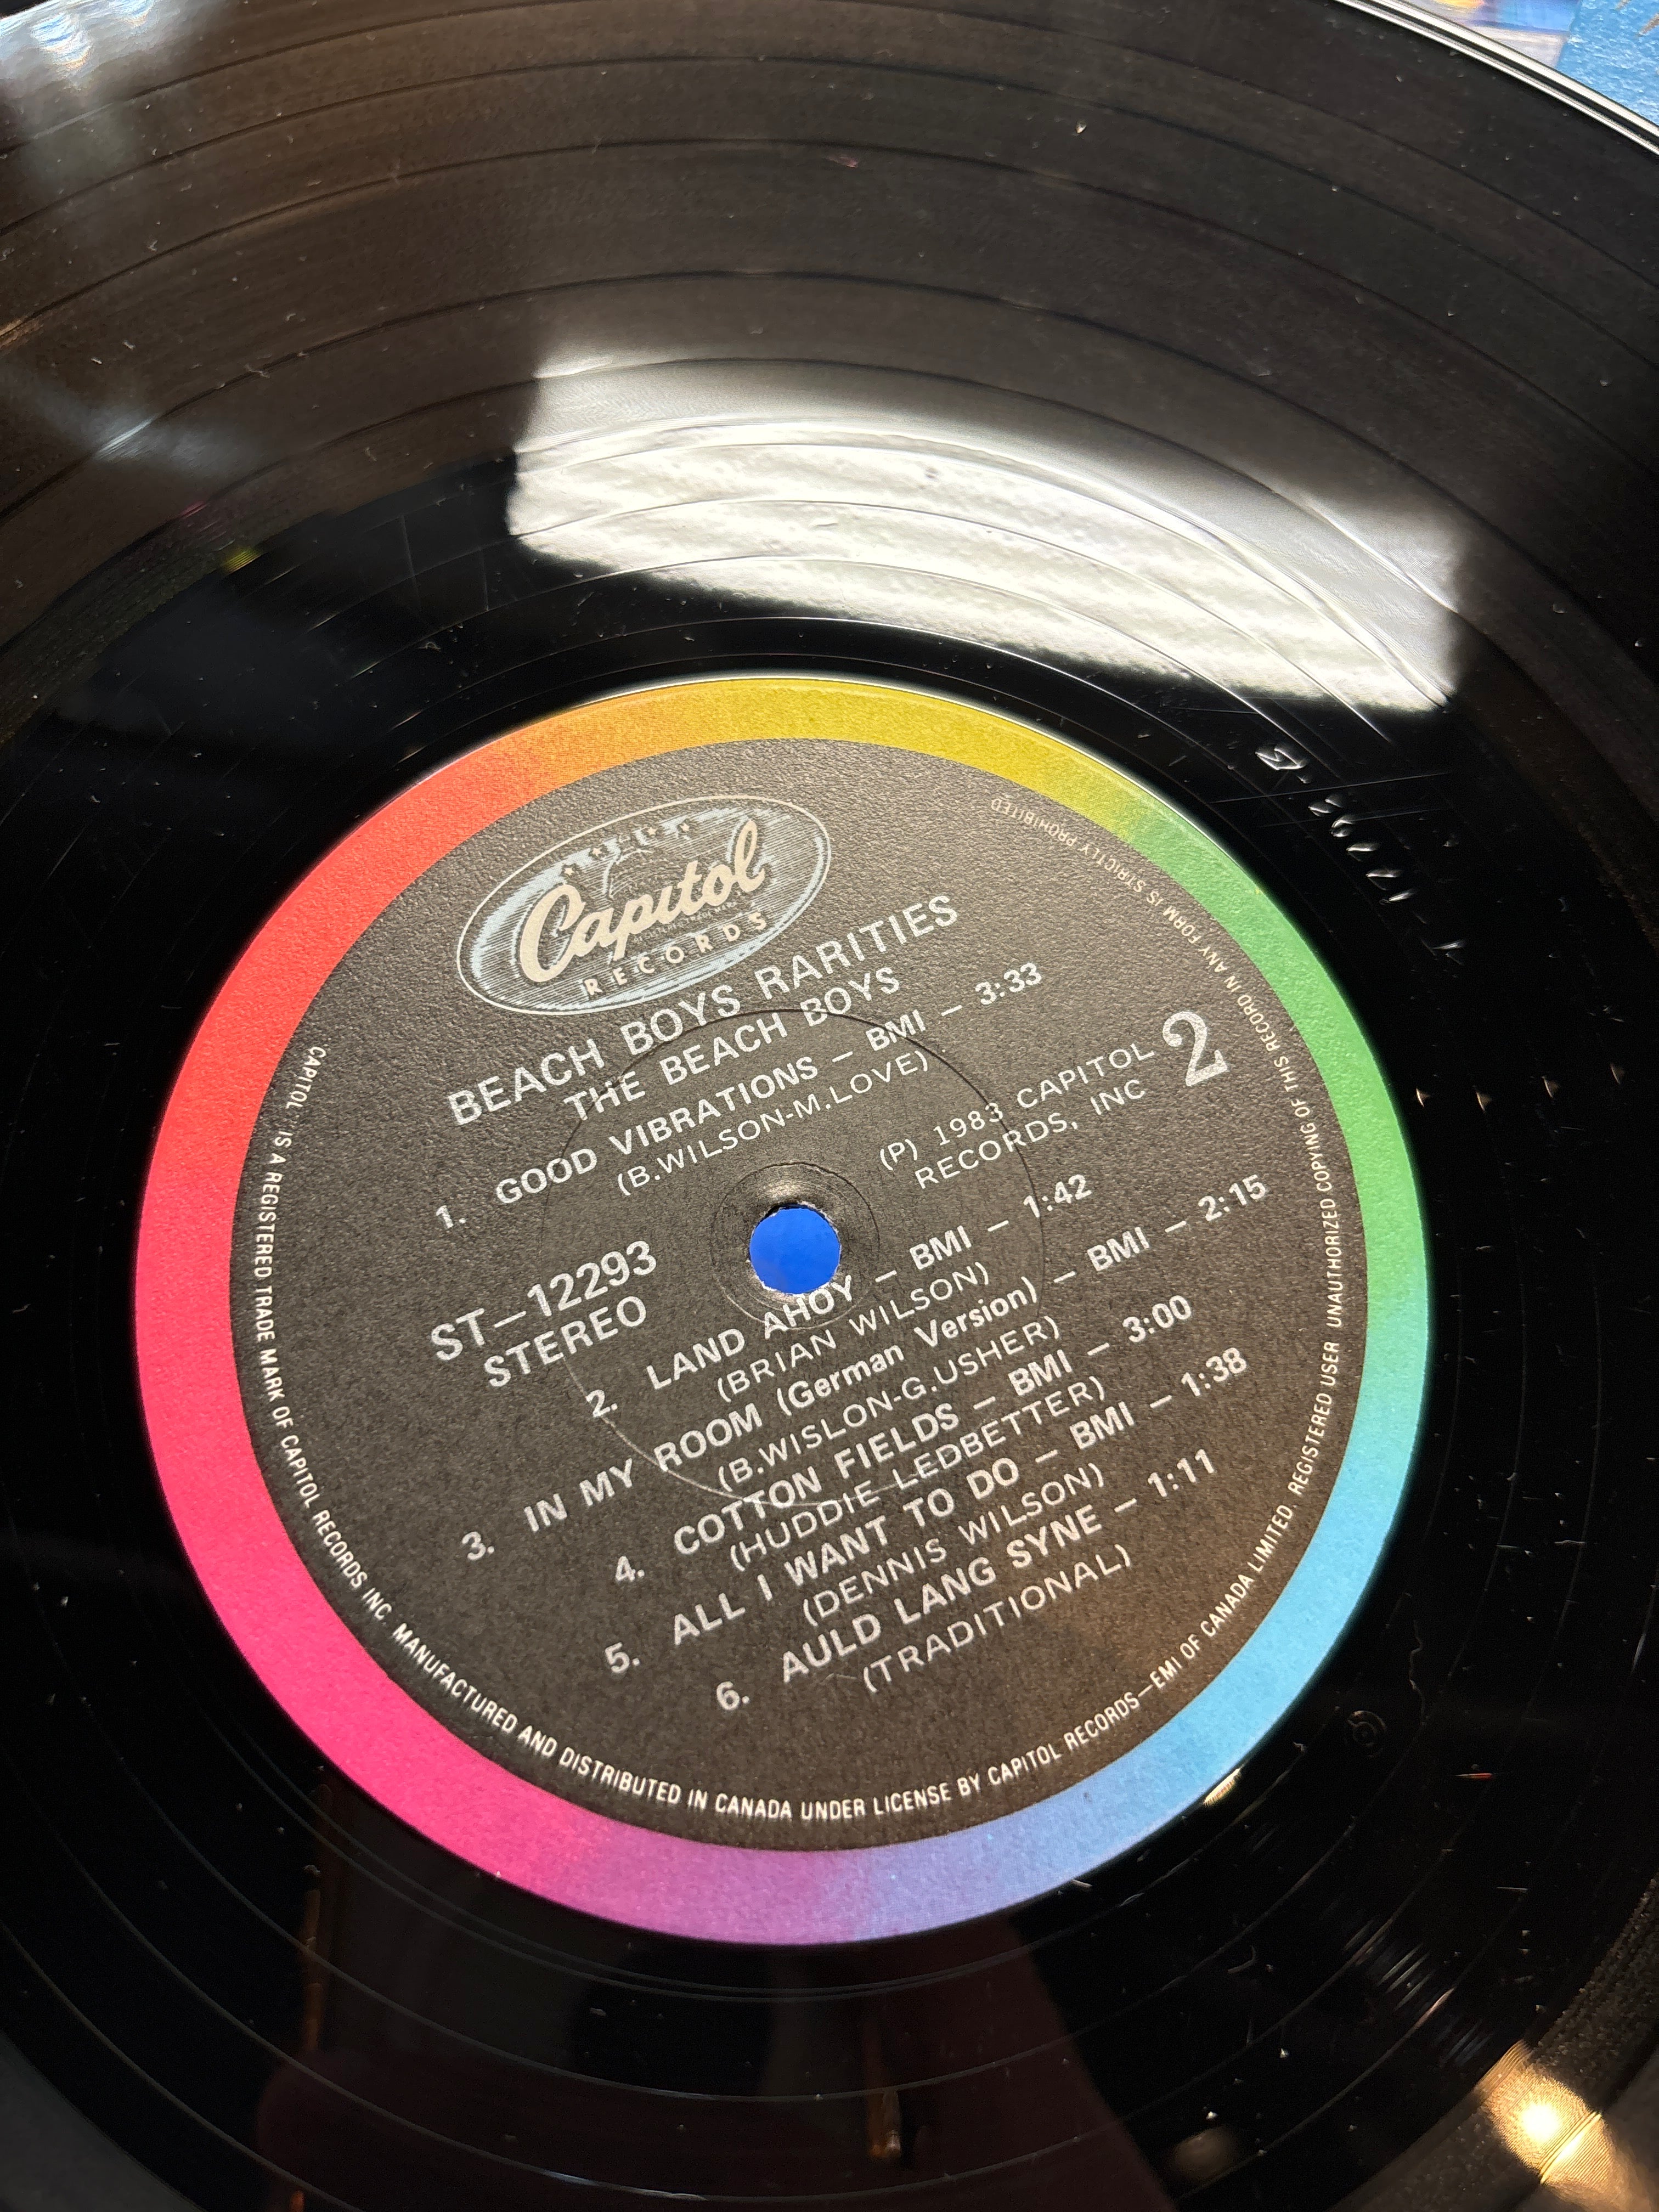 Capitol
RECORDS
BEACH BOYS RARITIES
THE BEACH BOYS
1. GOOD VIBRATIONS – BMI – 3:33
(B.WILSON-M.LOVE)
2
(P) 1983 CAPITOL
RECORDS, INC
ST–12293
STEREO
2. LAND AHOY – BMI – 1:42
(BRIAN WILSON)
3. IN MY ROOM (German Version) – BMI – 2:15
(B.WISLON-G.USHER)
4. COTTON FIELDS – BMI – 3:00
(HUDDIE LEDBETTER)
5. ALL I WANT TO DO – BMI – 1:38
(DENNIS WILSON)
6. AULD LANG SYNE – 1:11
(TRADITIONAL)
CAPITOL IS A REGISTERED TRADE MARK OF CAPITOL RECORDS INC. MANUFACTURED AND DISTRIBUTED IN CANADA UNDER LICENSE BY CAPITOL RECORDS–EMI OF CANADA LIMITED, REGISTERED USER UNAUTHORIZED COPYING OF THIS RECORD IN ANY FORM IS STRICTLY PROHIBITED